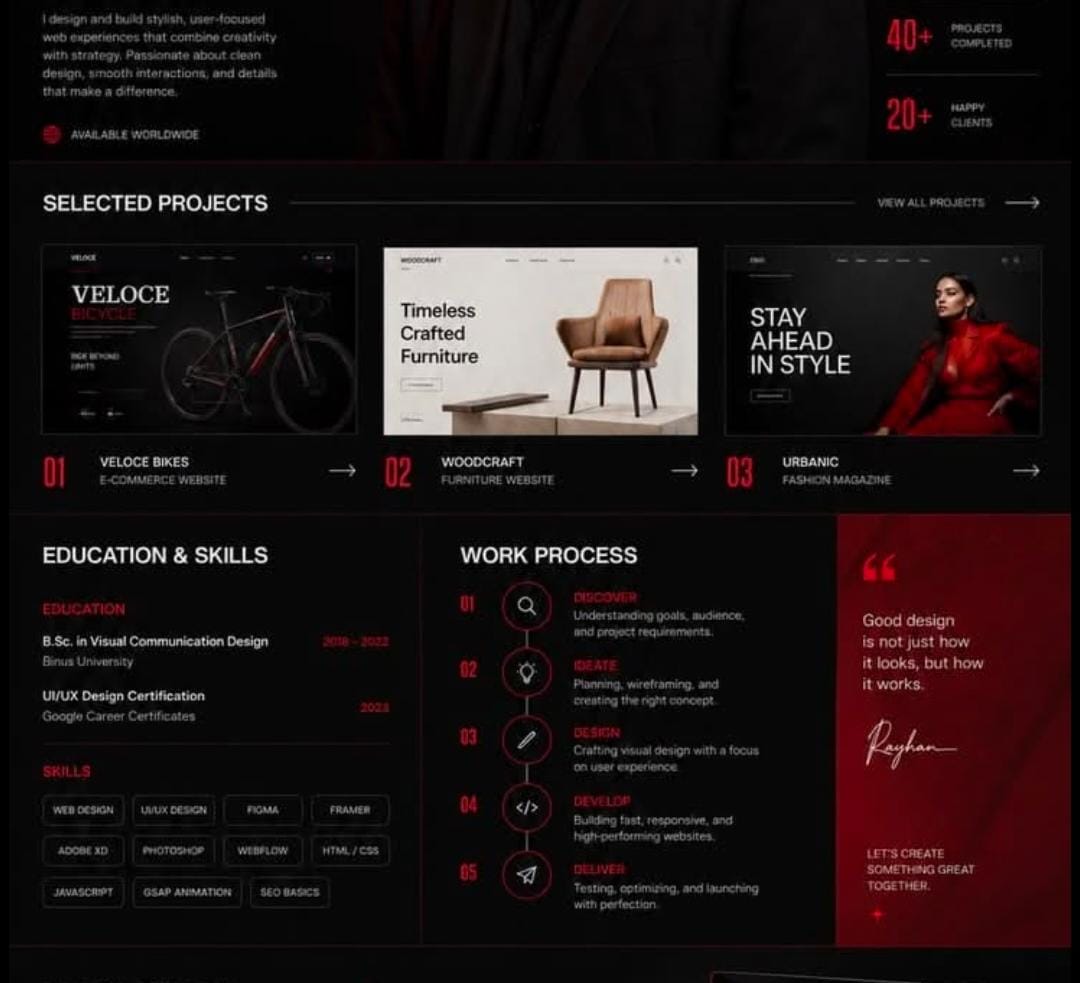 I design and build stylish, user-focused
web experiences that combine creativity
with strategy. Passionate about clean
design, smooth interactions, and details
that make a difference.
AVAILABLE WORLDWIDE
40+ PROJECTS
COMPLETED
20+ HAPPY
CLIENTS
SELECTED PROJECTS
VIEW ALL PROJECTS
VELOCE
VELOCE
BICYCLE
RIDE BEYOND
LIMITS
WOODCRAFT
Timeless
Crafted
Furniture
STAY
AHEAD
IN STYLE
01 VELOCE BIKES
E-COMMERCE WEBSITE
02 WOODCRAFT
FURNITURE WEBSITE
03 URBANIC
FASHION MAGAZINE
EDUCATION & SKILLS
EDUCATION
B.Sc. in Visual Communication Design
2018 – 2022
Binus University
UI/UX Design Certification
Google Career Certificates
2023
SKILLS
WEB DESIGN
UI/UX DESIGN
FIGMA
FRAMER
ADOBE XD
PHOTOSHOP
WEBFLOW
HTML / CSS
JAVASCRIPT
GSAP ANIMATION
SEO BASICS
WORK PROCESS
01 DISCOVER
Understanding goals, audience,
and project requirements.
02 IDEATE
Planning, wireframing, and
creating the right concept.
03 DESIGN
Crafting visual design with a focus
on user experience.
04 </> DEVELOP
Building fast, responsive, and
high-performing websites.
05 DELIVER
Testing, optimizing, and launching
with perfection.
“
Good design
is not just how
it looks, but how
it works.
Rayhan
LET'S CREATE
SOMETHING GREAT
TOGETHER.